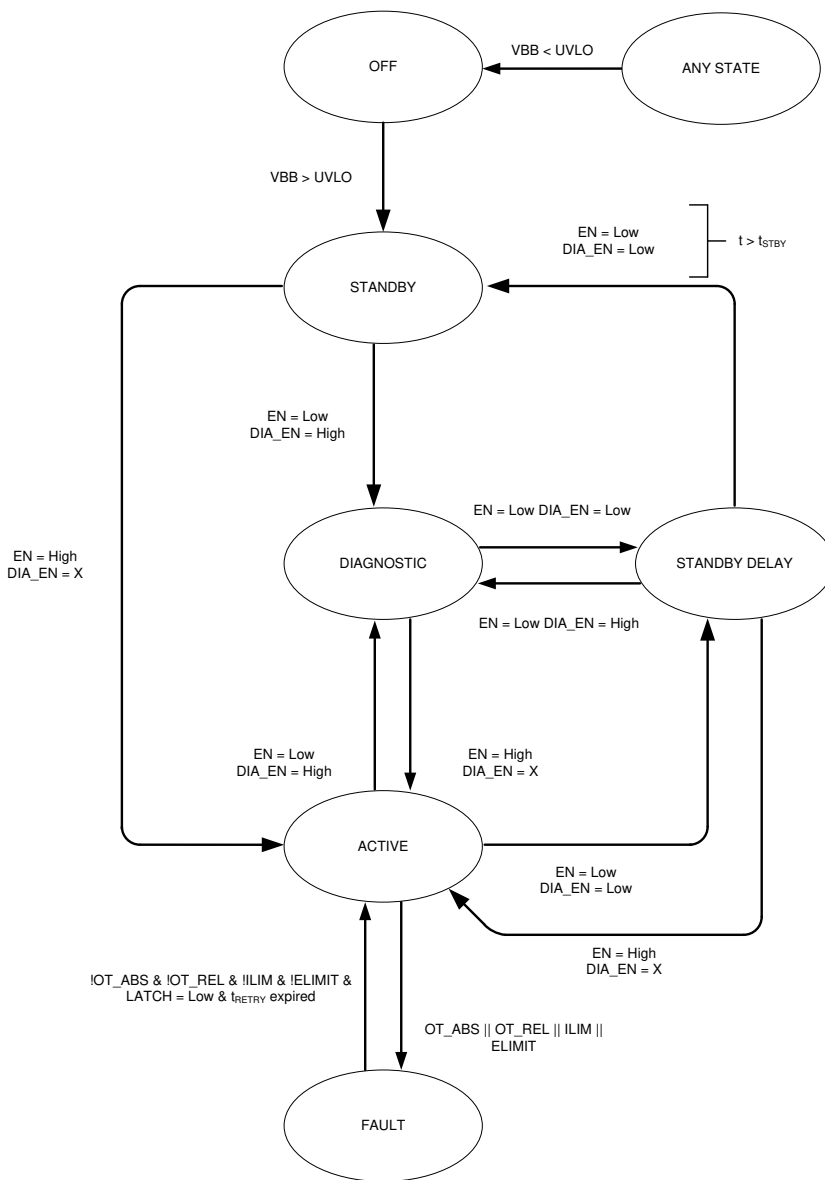 VBB < UVLO
OFF
ANY STATE
VBB > UVLO
EN = Low
DIA_EN = Low
t > tSTBY
STANDBY
EN = Low
DIA_EN = High
EN = Low DIA_EN = Low
EN = High
DIA_EN = X
DIAGNOSTIC
STANDBY DELAY
EN = Low DIA_EN = High
EN = Low
DIA_EN = High
EN = High
DIA_EN = X
ACTIVE
EN = Low
DIA_EN = Low
EN = High
DIA_EN = X
!OT_ABS & !OT_REL & !ILIM & !ELIMIT &
LATCH = Low & tRETRY expired
OT_ABS || OT_REL || ILIM ||
ELIMIT
FAULT